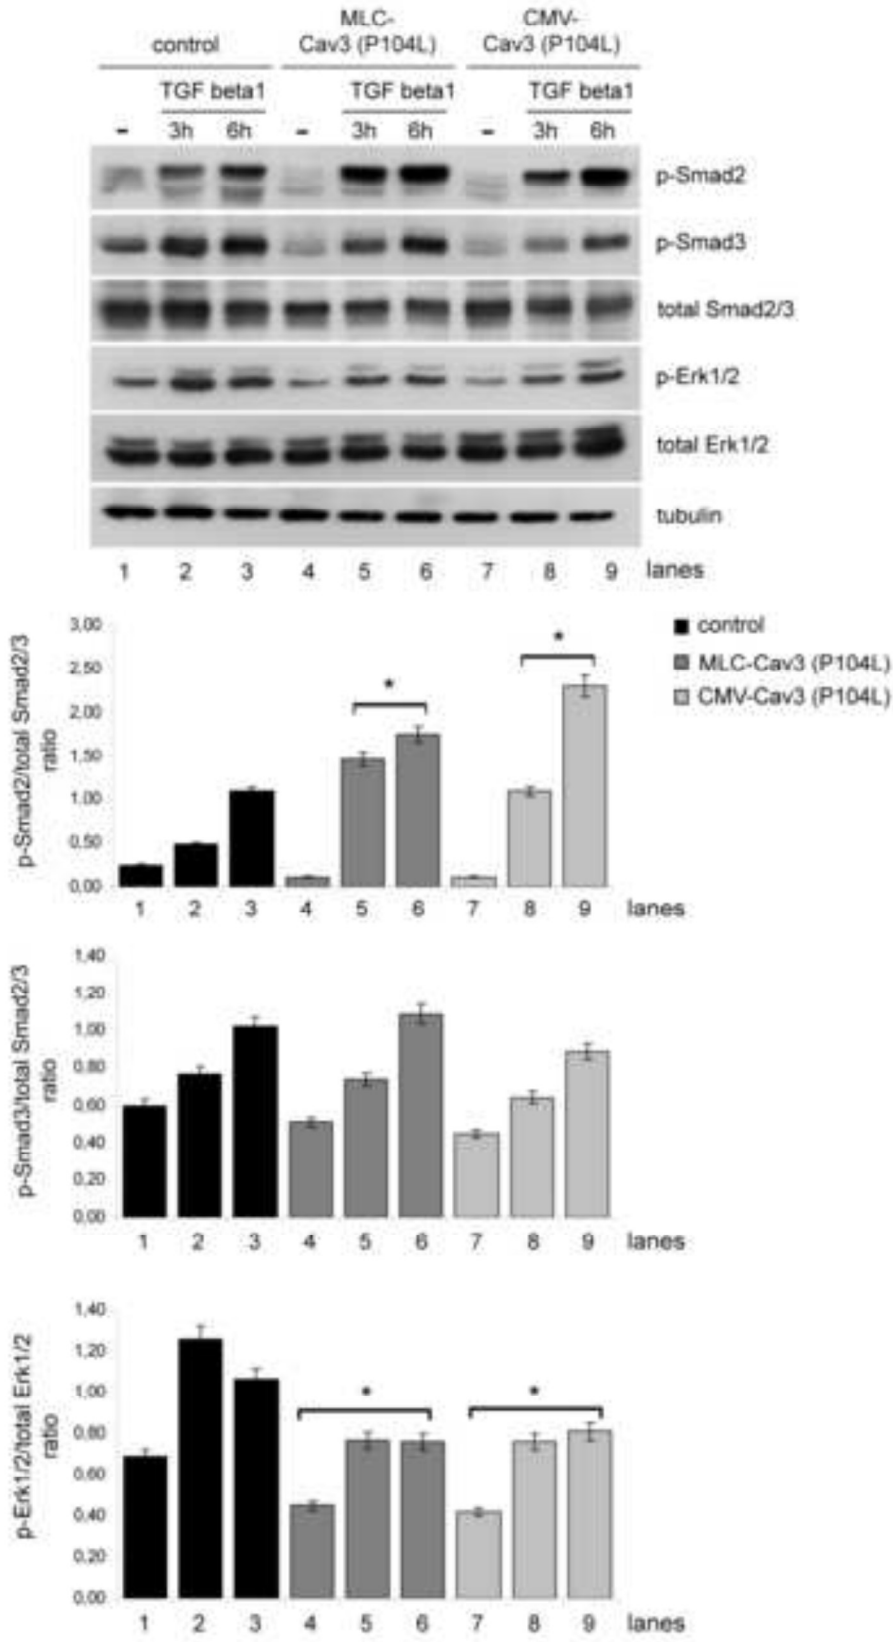 MLC- CMV-
control Cav3 (P104L) Cav3 (P104L)
TGF beta1 TGF beta1 TGF beta1
- 3h 6h - 3h 6h - 3h 6h
p-Smad2
p-Smad3
total Smad2/3
p-Erk1/2
total Erk1/2
tubulin
1 2 3 4 5 6 7 8 9 lanes
p-Smad2/total Smad2/3
ratio
3,00
2,50
2,00
1,50
1,00
0,50
0,00
* *
control
MLC-Cav3 (P104L)
CMV-Cav3 (P104L)
1 2 3 4 5 6 7 8 9 lanes
p-Smad3/total Smad2/3
ratio
1,40
1,20
1,00
0,80
0,60
0,40
0,20
0,00
1 2 3 4 5 6 7 8 9 lanes
p-Erk1/2/total Erk1/2
ratio
1,40
1,20
1,00
0,80
0,60
0,40
0,20
0,00
* *
1 2 3 4 5 6 7 8 9 lanes